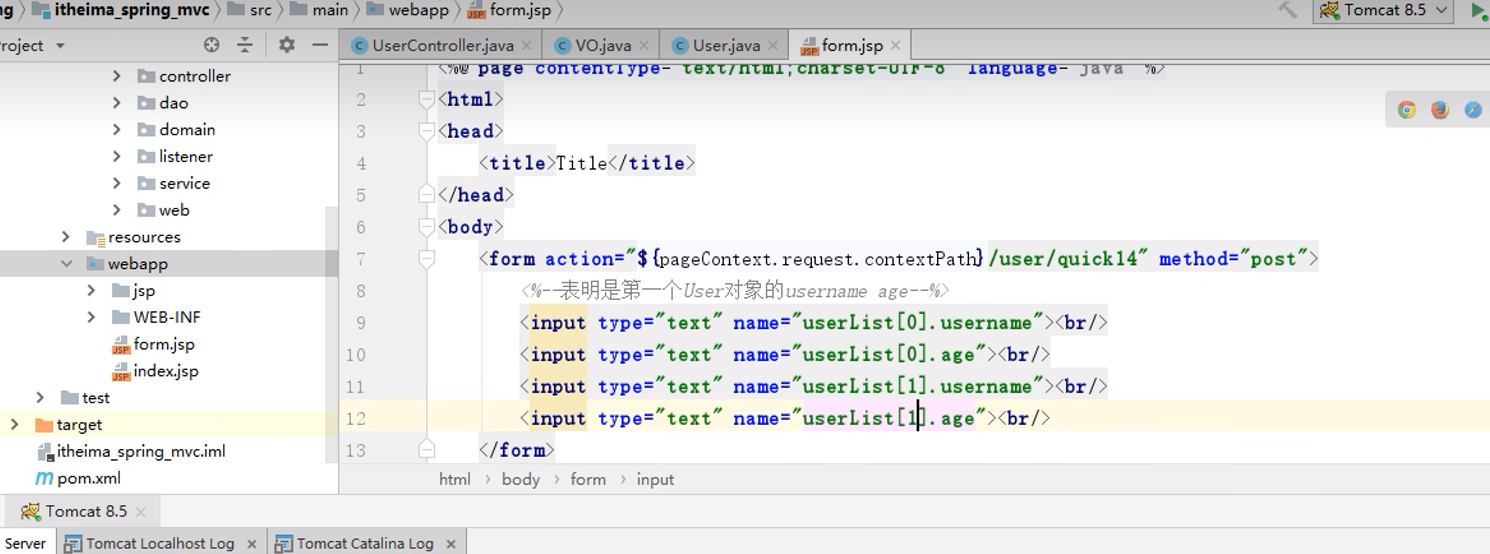 ng itheima_spring_mvc src main webapp form.jsp Tomcat 8.5
roject
UserController.java VO.java User.java form.jsp
controller
dao
domain
listener
service
web
resources
webapp
jsp
WEB-INF
form.jsp
index.jsp
test
target
itheima_spring_mvc.iml
pom.xml
1 <%@ page contentType= text/html;charset=UTF-8 language= java %>
2 <html>
3 <head>
4 <title>Title</title>
5 </head>
6 <body>
7 <form action="${pageContext.request.contextPath}/user/quick14" method="post">
8 <%--表明是第一个User对象的username age--%>
9 <input type="text" name="userList[0].username"><br/>
10 <input type="text" name="userList[0].age"><br/>
11 <input type="text" name="userList[1].username"><br/>
12 <input type="text" name="userList[1].age"><br/>
13 </form>
html body form input
Tomcat 8.5
Server Tomcat Localhost Log Tomcat Catalina Log